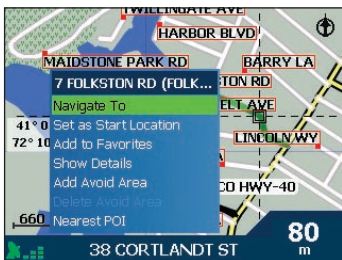 TWILLINGATE AVE
HARBOR BLVD
MAIDSTONE PARK RD
BARRY LA
7 FOLKSTON RD (FOLK...
TON RD
Navigate To
ELT AVE
41° 0
Set as Start Location
72° 10
LINCOLN WY
Add to Favorites
Show Details
Add Avoid Area
CO HWY-40
Delete Avoid Area
660
Nearest POI
80
m
38 CORTLANDT ST